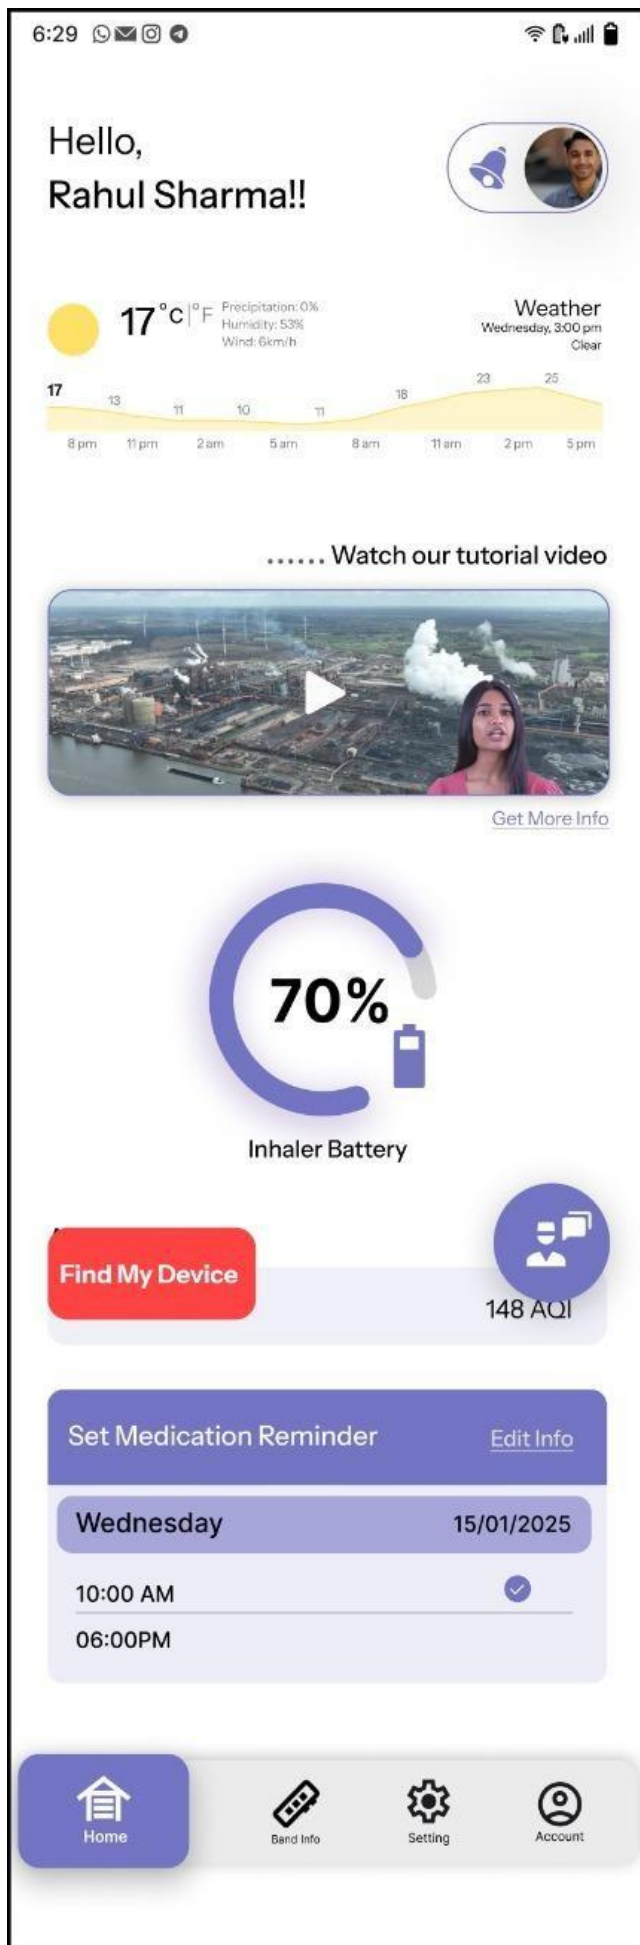 6:29
Hello,
Rahul Sharma!!
17 °C|°F
Precipitation: 0%
Humidity: 53%
Wind: 6km/h
Weather
Wednesday, 3:00 pm
Clear
17 13 11 10 11 18 23 25
8 pm 11 pm 2 am 5 am 8 am 11 am 2 pm 5 pm
...... Watch our tutorial video
Get More Info
70%
Inhaler Battery
Find My Device
148 AQI
Set Medication Reminder Edit Info
Wednesday 15/01/2025
10:00 AM
06:00PM
Home Band Info Setting Account